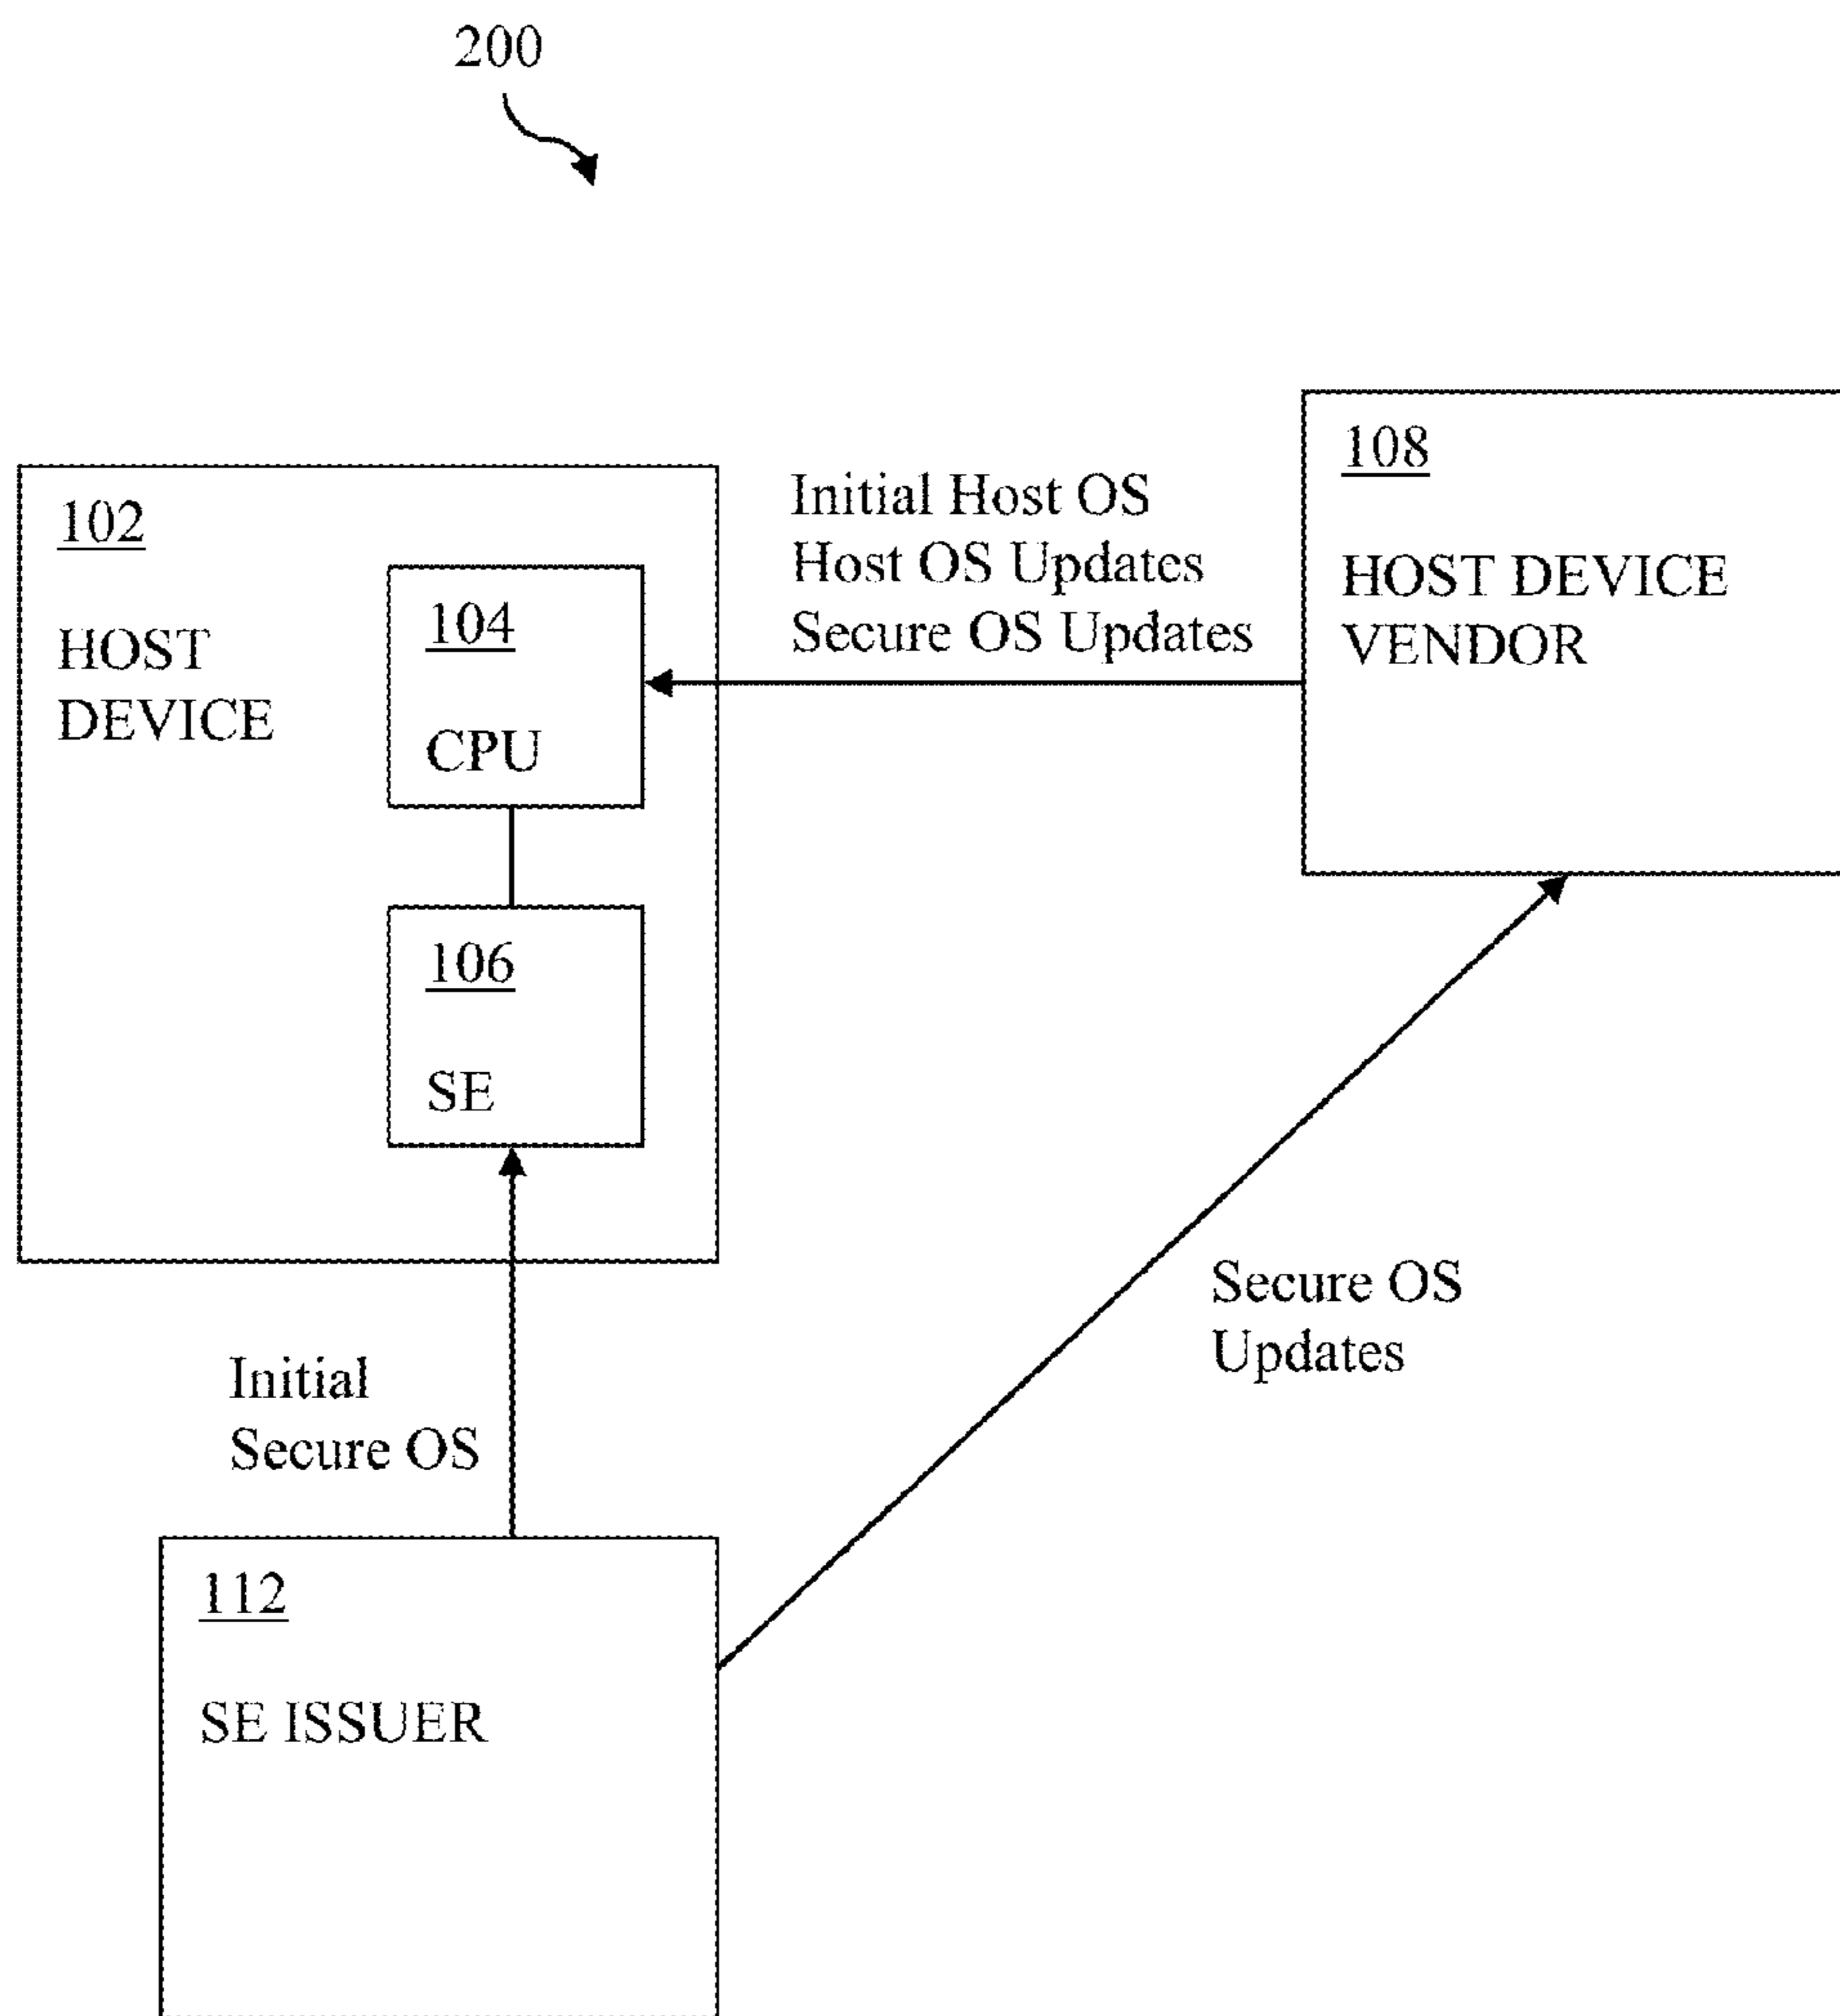 200
102
HOST
DEVICE
104
CPU
106
SE
Initial Host OS
Host OS Updates
Secure OS Updates
108
HOST DEVICE
VENDOR
Initial
Secure OS
Secure OS
Updates
112
SE ISSUER